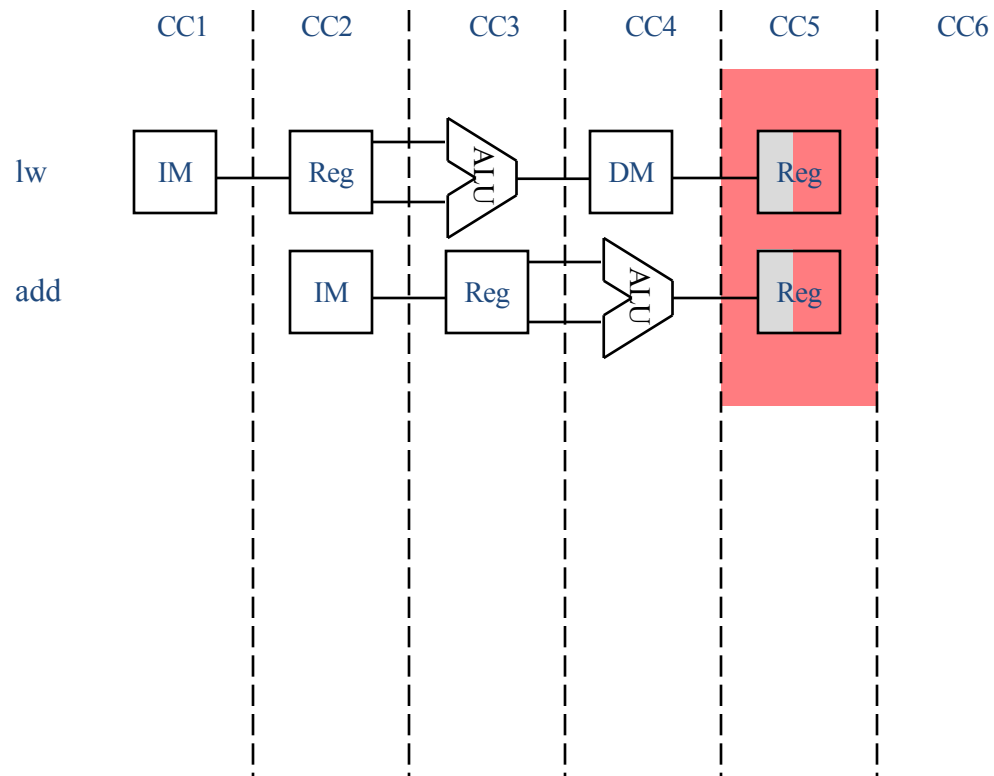 CC1 CC2 CC3 CC4 CC5 CC6
lw IM Reg ALU DM Reg
add IM Reg ALU Reg